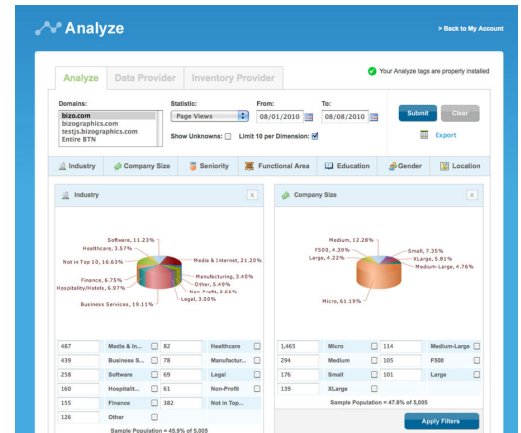 Analyze
> Back to My Account
Analyze Data Provider Inventory Provider
Your Analyze tags are properly installed
Domains: Statistic: From: To:
bizo.com
bizographics.com
testjs.bizographics.com
Entire BTN
Page Views 08/01/2010 08/08/2010
Submit Clear
Show Unknowns: Limit 10 per Dimension:
Export
Industry Company Size Seniority Functional Area Education Gender Location
Industry x
Software, 11.23%
Healthcare, 3.57%
Not in Top 10, 16.63%
Media & Internet, 21.20%
Finance, 6.75%
Manufacturing, 3.40%
Hospitality/Hotels, 6.97%
Other, 5.49%
Non-Profit, 2.66%
Legal, 3.00%
Business Services, 19.11%
487 Media & In... 82 Healthcare
439 Business S... 78 Manufactur...
258 Software 69 Legal
160 Hospitalit... 61 Non-Profit
155 Finance 382 Not in Top...
126 Other
Sample Population = 45.9% of 5,005
Company Size x
Medium, 12.28%
F500, 4.39%
Small, 7.35%
Large, 4.22%
XLarge, 5.81%
Medium-Large, 4.76%
Micro, 61.19%
1,465 Micro 114 Medium-Large
294 Medium 105 F500
176 Small 101 Large
139 XLarge
Sample Population = 47.8% of 5,005
Apply Filters